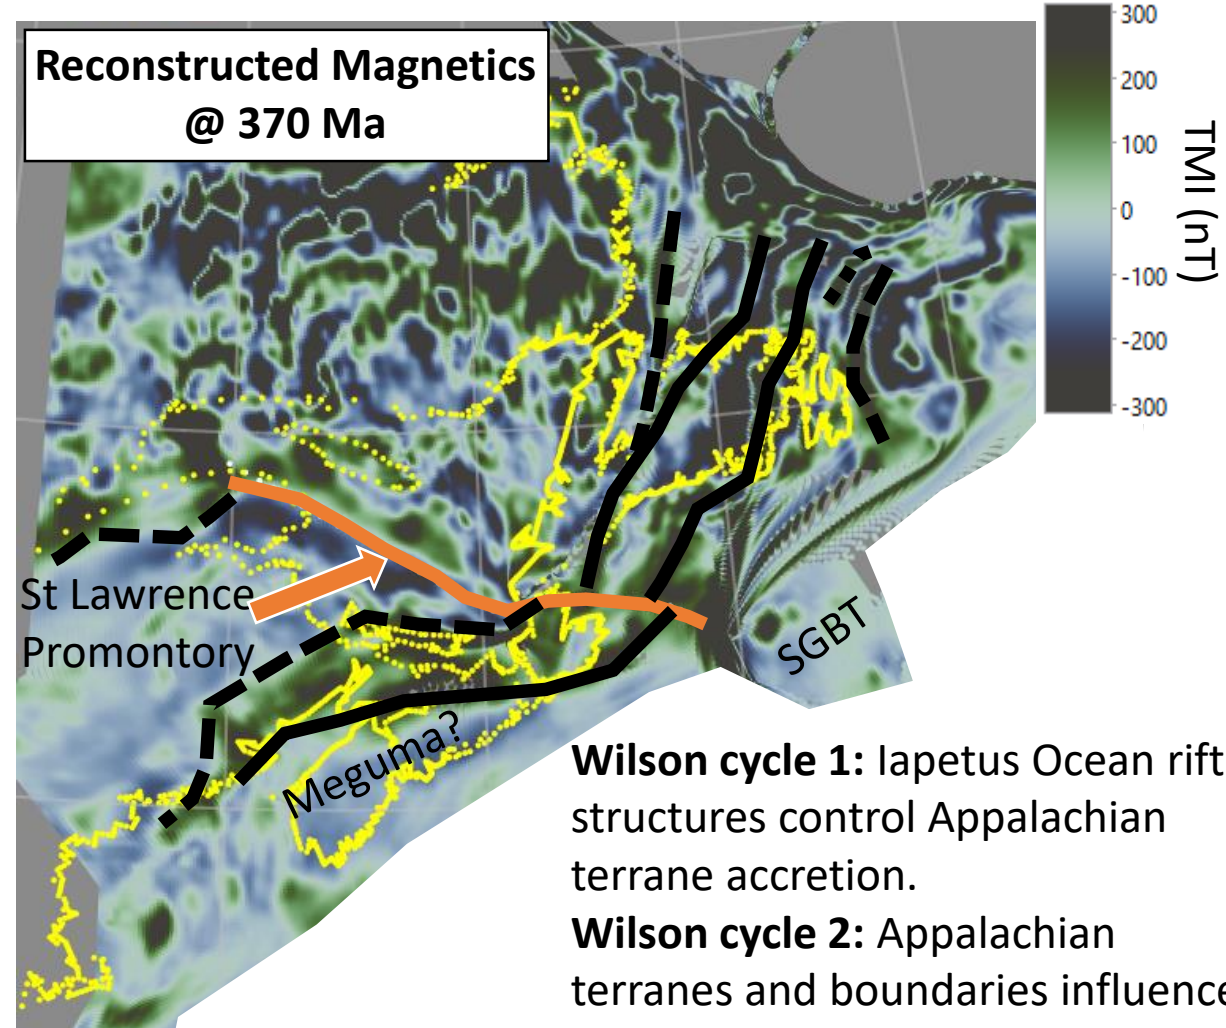 Reconstructed Magnetics
@ 370 Ma
300
200
100
0
-100
-200
-300
TMI (nT)
St Lawrence
Promontory
SGBT
Meguma?
Wilson cycle 1: Iapetus Ocean rift
structures control Appalachian
terrane accretion.
Wilson cycle 2: Appalachian
terranes and boundaries influence